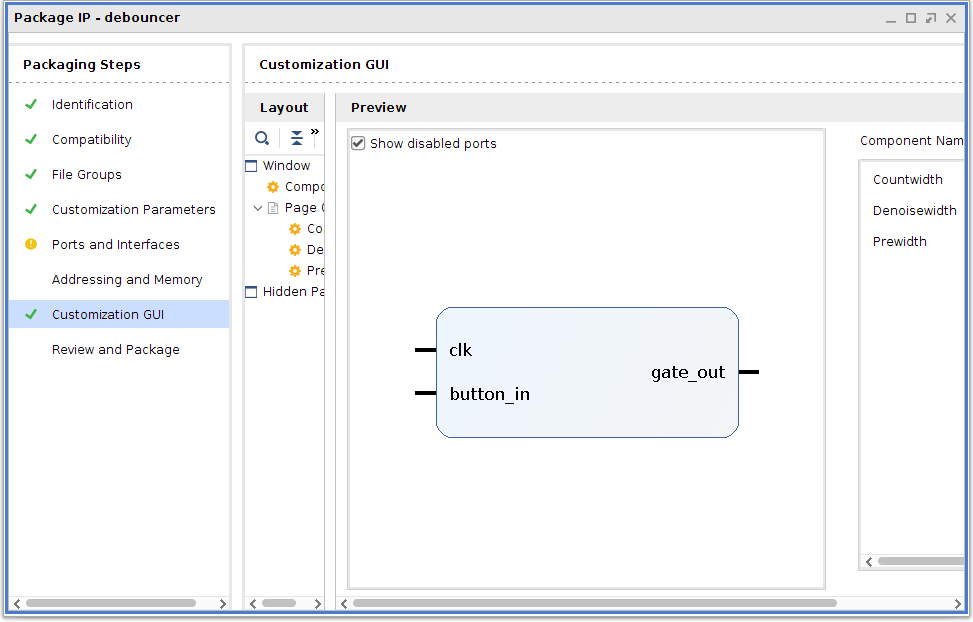 Package IP - debouncer
Packaging Steps
Identification
Compatibility
File Groups
Customization Parameters
Ports and Interfaces
Addressing and Memory
Customization GUI
Review and Package
Customization GUI
Layout
»
Window
Compo
Page
Co
De
Pre
Hidden Pa
Preview
Show disabled ports
clk
button_in
gate_out
Component Nam
Countwidth
Denoisewidth
Prewidth